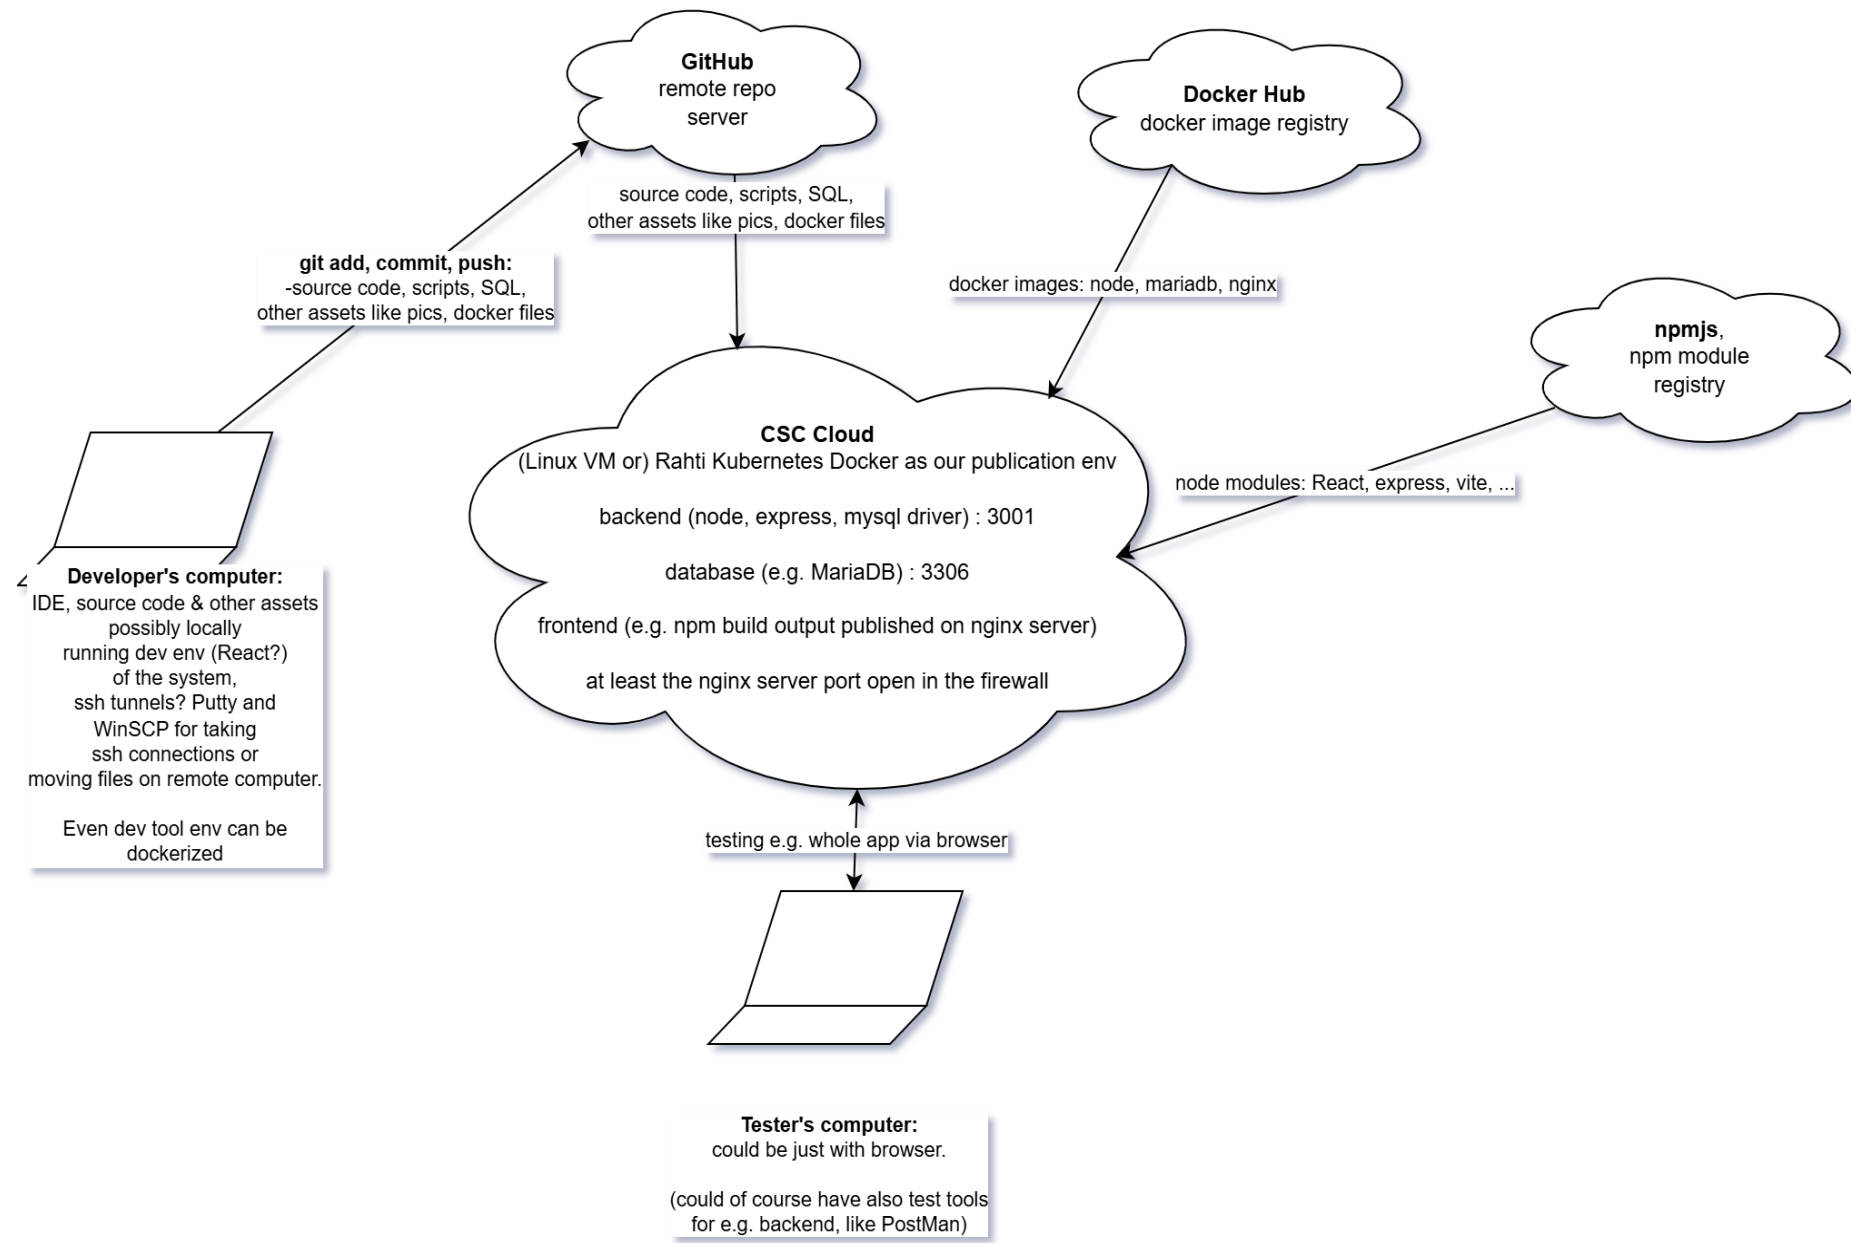 GitHub
remote repo
server
Docker Hub
docker image registry
source code, scripts, SQL,
other assets like pics, docker files
git add, commit, push:
-source code, scripts, SQL,
other assets like pics, docker files
docker images: node, mariadb, nginx
npmjs,
npm module
registry
CSC Cloud
(Linux VM or) Rahti Kubernetes Docker as our publication env
backend (node, express, mysql driver) : 3001
database (e.g. MariaDB) : 3306
frontend (e.g. npm build output published on nginx server)
at least the nginx server port open in the firewall
node modules: React, express, vite, ...
Developer's computer:
IDE, source code & other assets
possibly locally
running dev env (React?)
of the system,
ssh tunnels? Putty and
WinSCP for taking
ssh connections or
moving files on remote computer.
Even dev tool env can be
dockerized
testing e.g. whole app via browser
Tester's computer:
could be just with browser.
(could of course have also test tools
for e.g. backend, like PostMan)